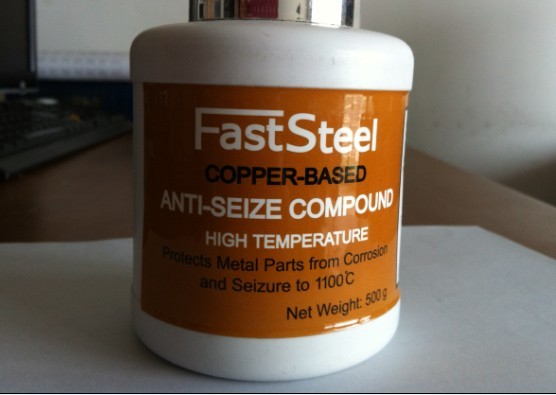 FastSteel
COPPER-BASED
ANTI-SEIZE COMPOUND
HIGH TEMPERATURE
Protects Metal Parts from Corrosion
and Seizure to 1100℃
Net Weight: 500 g